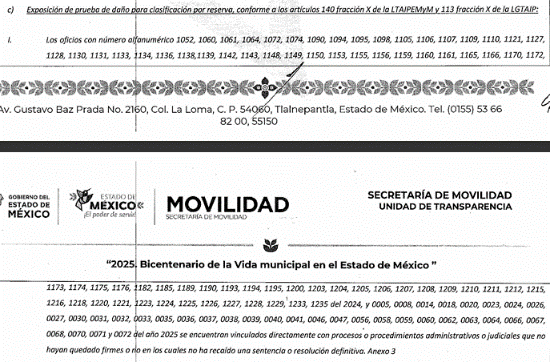 c) Exposición de prueba de daño para clasificación por reserva, conforme a los artículos 140 fracción X de la LTAIPEMyM y 113 fracción X de la LGTAIP:
I. Los oficios con número alfanumérico 1052, 1060, 1061, 1064, 1072, 1074, 1090, 1094, 1095, 1098, 1105, 1106, 1107, 1109, 1110, 1121, 1127,
1128, 1130, 1131, 1133, 1134, 1136, 1138, 1139, 1142, 1143, 1148, 1149, 1150, 1153, 1155, 1156, 1159, 1160, 1161, 1165, 1166, 1170, 1172,
Av. Gustavo Baz Prada No. 2160, Col. La Loma, C. P. 54060, Tlalnepantla, Estado de México. Tel. (0155) 53 66
82 00, 55150
GOBIERNO DEL
ESTADO DE
MÉXICO
ESTADO DE
MÉXICO
¡El poder de servir!
MOVILIDAD
SECRETARÍA DE MOVILIDAD
SECRETARÍA DE MOVILIDAD
UNIDAD DE TRANSPARENCIA
“2025. Bicentenario de la Vida municipal en el Estado de México ”
1173, 1174, 1175, 1176, 1182, 1185, 1189, 1190, 1193, 1194, 1195, 1200, 1203, 1204, 1205, 1206, 1207, 1208, 1209, 1210, 1211, 1212, 1215,
1216, 1218, 1220, 1221, 1223, 1224, 1225, 1226, 1227, 1228, 1229, 1233, 1235 del 2024, y 0005, 0008, 0014, 0018, 0020, 0023, 0024, 0026,
0027, 0030, 0031, 0032, 0033, 0035, 0036, 0037, 0038, 0039, 0040, 0041, 0046, 0047, 0056, 0058, 0059, 0060, 0062, 0063, 0064, 0066, 0067,
0068, 0070, 0071 y 0072 del año 2025 se encuentran vinculados directamente con procesos o procedimientos administrativos o judiciales que no
hayan quedado firmes o en los cuales no ha recaído una sentencia o resolución definitiva. Anexo 3